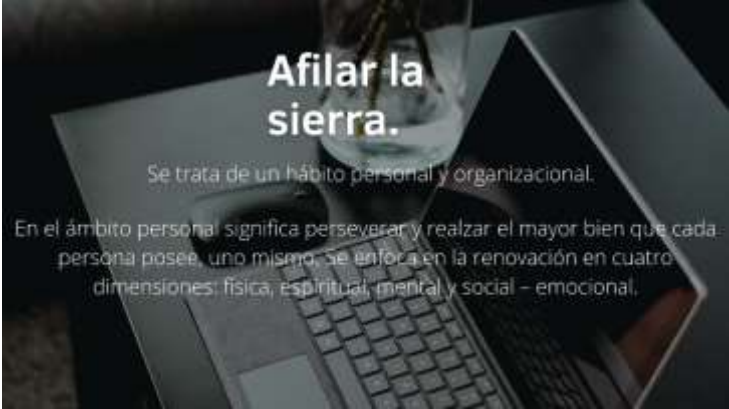 Afilar la
sierra.
Se trata de un hábito personal y organizacional.
En el ámbito personal significa perseverar y realzar el mayor bien que cada
persona posee, uno mismo. Se enfoca en la renovación en cuatro
dimensiones: física, espiritual, mental y social – emocional.